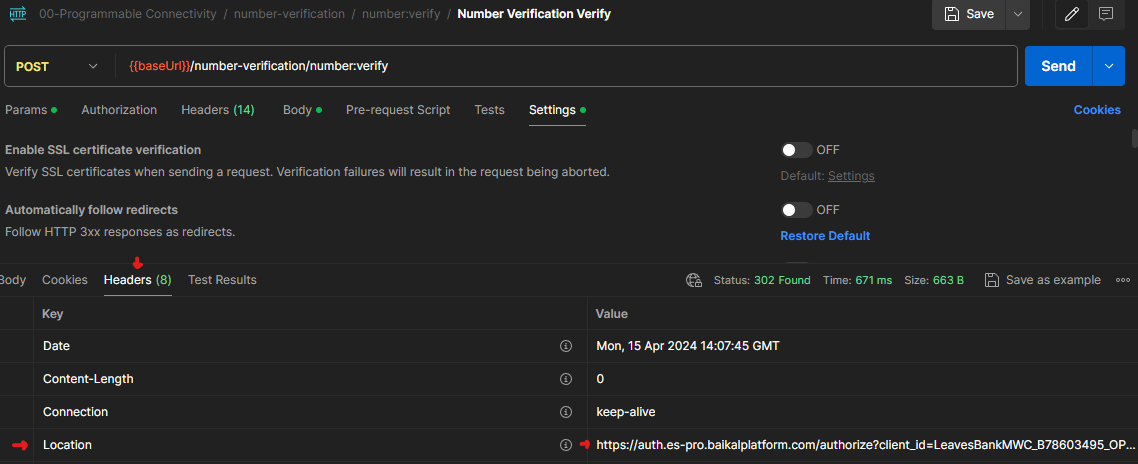 HTTP 00-Programmable Connectivity / number-verification / number:verify / Number Verification Verify Save
POST {{baseUrl}}/number-verification/number:verify Send
Params Authorization Headers (14) Body Pre-request Script Tests Settings Cookies
Enable SSL certificate verification OFF
Verify SSL certificates when sending a request. Verification failures will result in the request being aborted. Default: Settings
Automatically follow redirects OFF
Follow HTTP 3xx responses as redirects. Restore Default
Body Cookies Headers (8) Test Results Status: 302 Found Time: 671 ms Size: 663 B Save as example
Key Value
Date Mon, 15 Apr 2024 14:07:45 GMT
Content-Length 0
Connection keep-alive
Location https://auth.es-pro.baikalplatform.com/authorize?client_id=LeavesBankMWC_B78603495_OP...